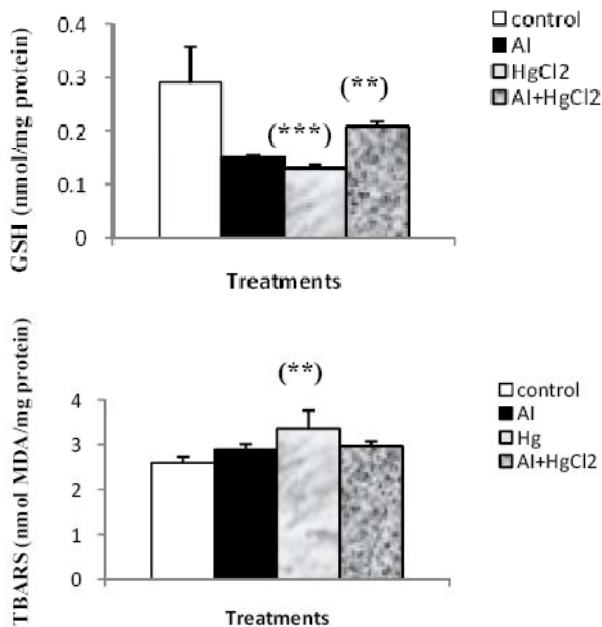 GSH (nmol/mg protein)
0.4
0.3
0.2
0.1
0
(***)
(**)
Treatments
control
Al
HgCl2
Al+HgCl2
TBARS (nmol MDA/mg protein)
4
3
2
1
0
(**)
Treatments
control
Al
Hg
Al+HgCl2